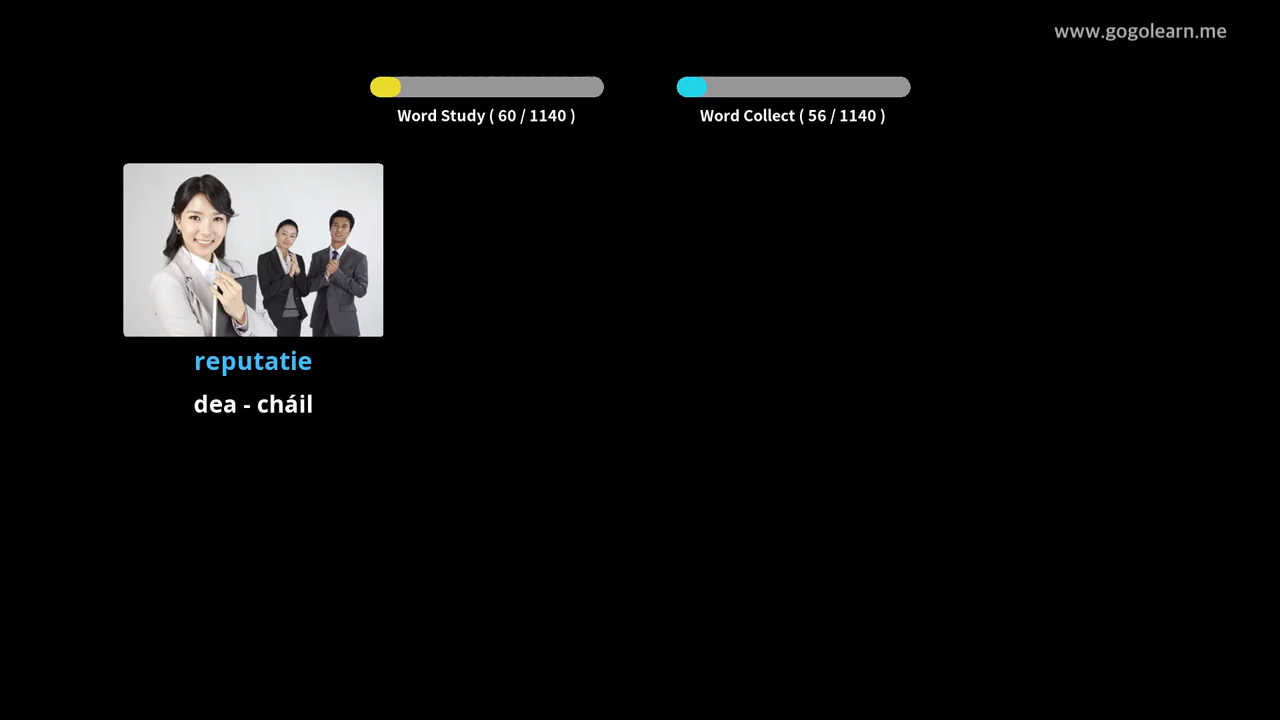 www.gogolearn.me
Word Study ( 60 / 1140 )
Word Collect ( 56 / 1140 )
reputatie
dea - cháil